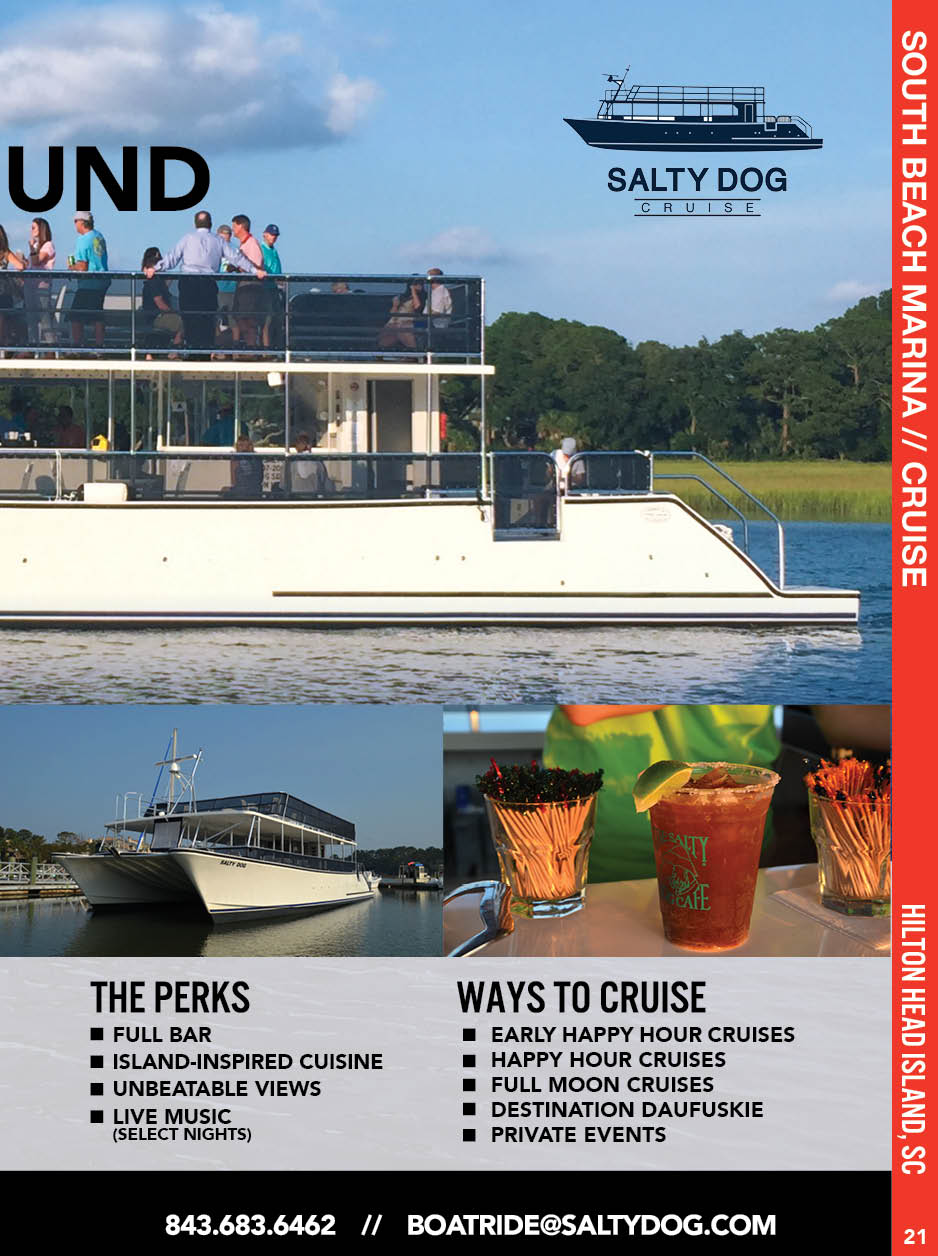 UND
SALTY DOG
CRUISE
SOUTH BEACH MARINA // CRUISE
SALTY DOG
THE PERKS
■ FULL BAR
■ ISLAND-INSPIRED CUISINE
■ UNBEATABLE VIEWS
■ LIVE MUSIC
(SELECT NIGHTS)
WAYS TO CRUISE
■ EARLY HAPPY HOUR CRUISES
■ HAPPY HOUR CRUISES
■ FULL MOON CRUISES
■ DESTINATION DAUFUSKIE
■ PRIVATE EVENTS
HILTON HEAD ISLAND, SC
843.683.6462 // BOATRIDE@SALTYDOG.COM
21